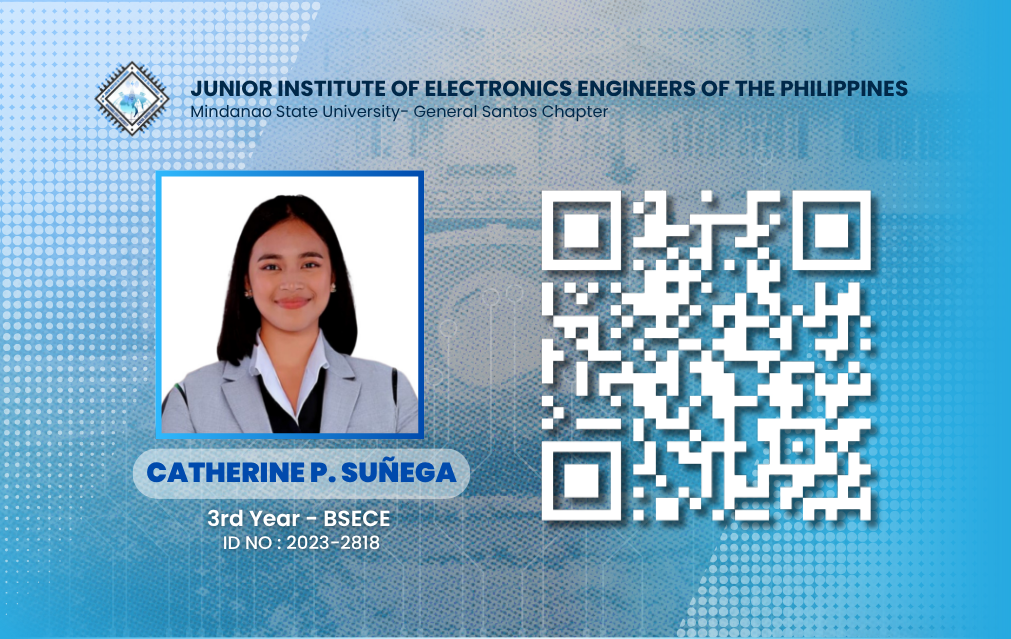 JUNIOR INSTITUTE OF ELECTRONICS ENGINEERS OF THE PHILIPPINES
Mindanao State University- General Santos Chapter
CATHERINE P. SUÑEGA
3rd Year - BSECE
ID NO : 2023-2818